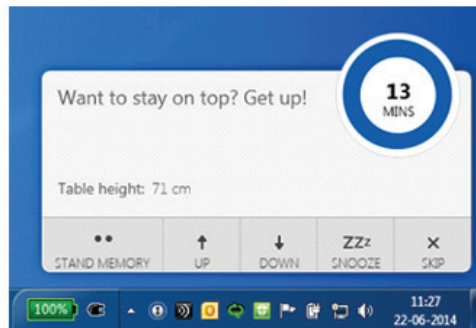 Want to stay on top? Get up!
13
MINS
Table height: 71 cm
STAND MEMORY
UP
DOWN
ZZz
SNOOZE
SKIP
100%
11:27
22-06-2014